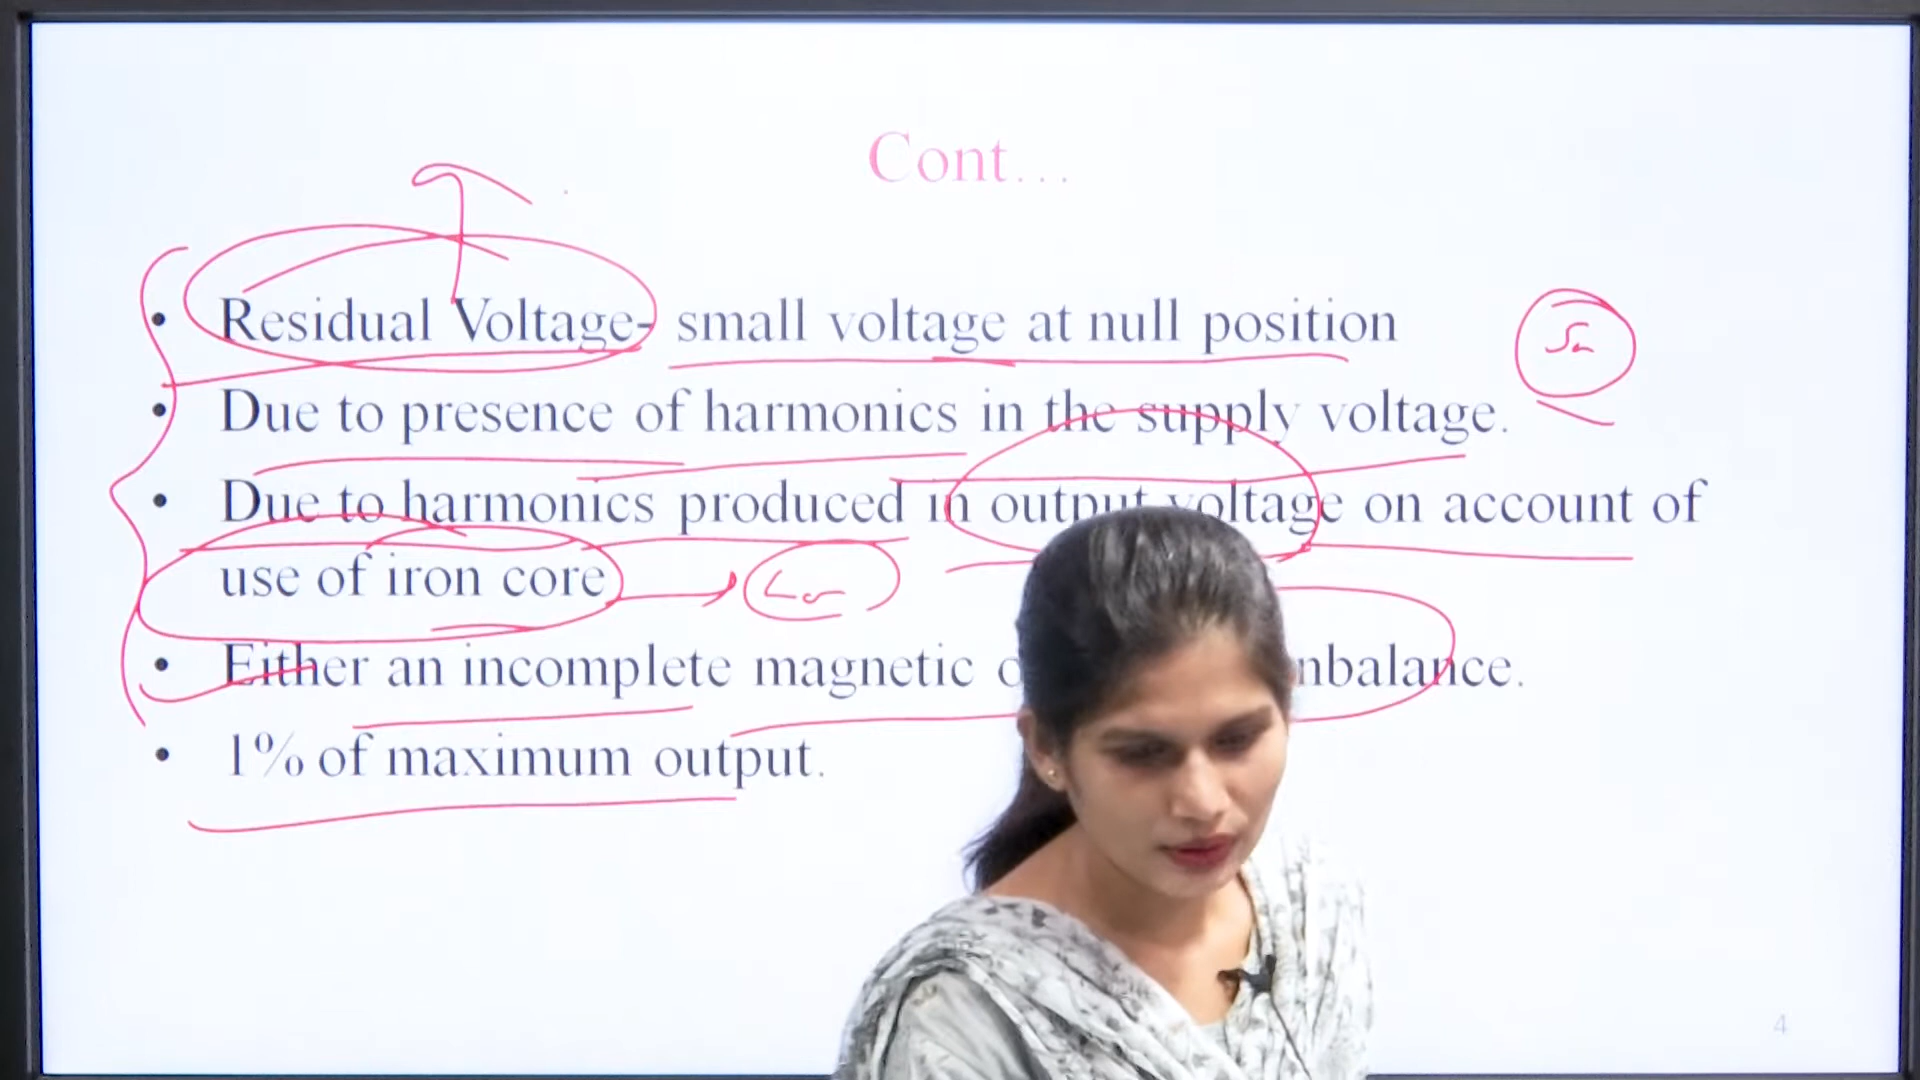 Cont...
• Residual Voltage- small voltage at null position
• Due to presence of harmonics in the supply voltage.
• Due to harmonics produced in output voltage on account of
use of iron core
• Either an incomplete magnetic
• 1% of maximum output.
4